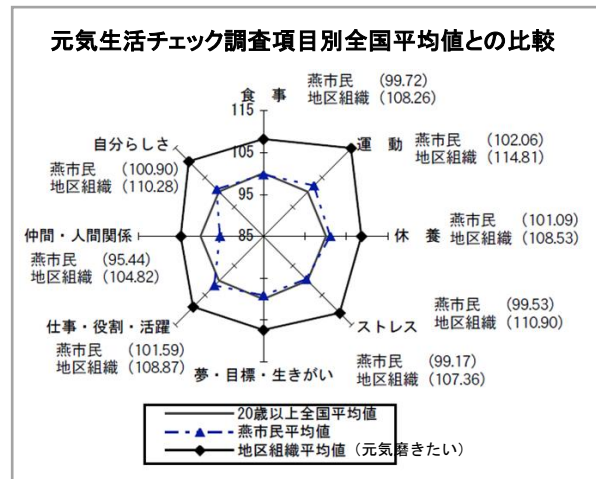 元気生活チェック調査項目別全国平均値との比較
食 事
燕市民 (99.72)
地区組織 (108.26)
運 動
燕市民 (102.06)
地区組織 (114.81)
休 養
燕市民 (101.09)
地区組織 (108.53)
ストレス
燕市民 (99.53)
地区組織 (110.90)
夢・目標・生きがい
燕市民 (99.17)
地区組織 (107.36)
仕事・役割・活躍
燕市民 (101.59)
地区組織 (108.87)
仲間・人間関係
燕市民 (95.44)
地区組織 (104.82)
自分らしさ
燕市民 (100.90)
地区組織 (110.28)
115
105
95
85
20歳以上全国平均値
燕市民平均値
地区組織平均値(元気磨きたい)